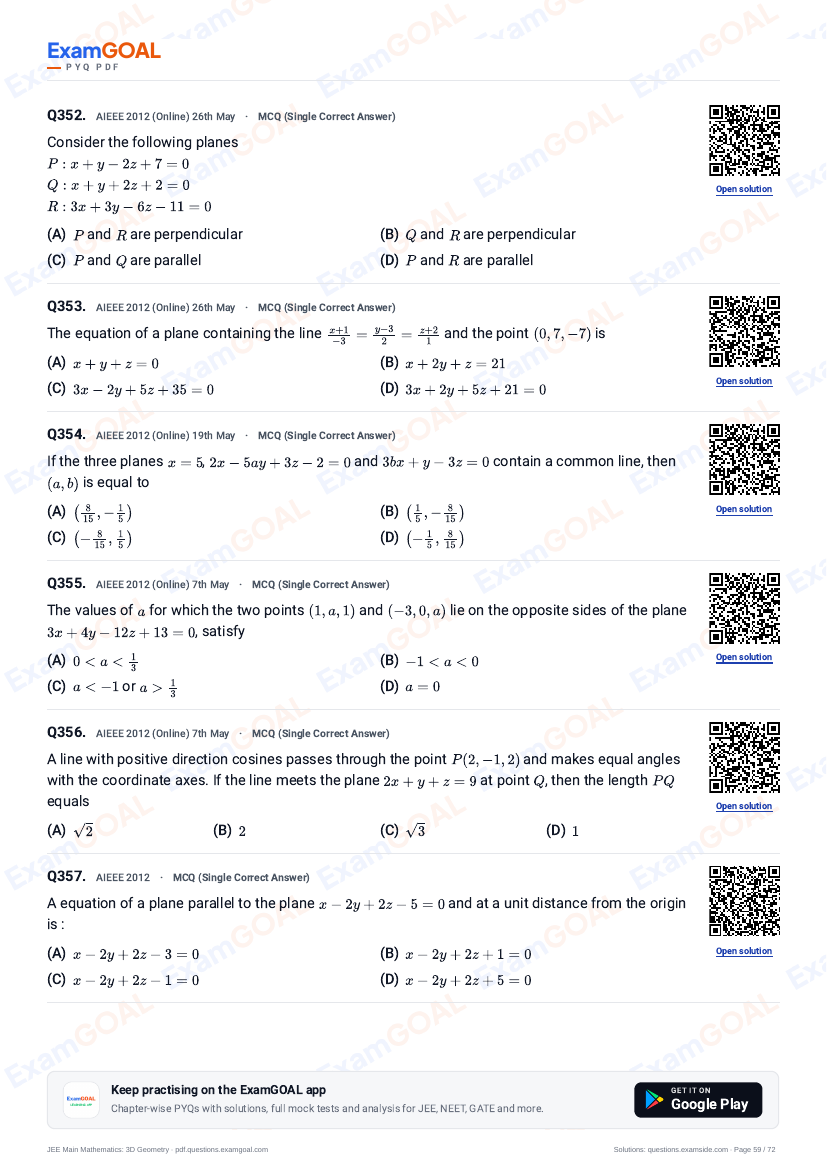 ExamGOAL
PYQ PDF
Q352. AIEEE 2012 (Online) 26th May · MCQ (Single Correct Answer)
Consider the following planes
P : x + y − 2z + 7 = 0
Q : x + y + 2z + 2 = 0
R : 3x + 3y − 6z − 11 = 0
(A) P and R are perpendicular (B) Q and R are perpendicular
(C) P and Q are parallel (D) P and R are parallel
Open solution
Q353. AIEEE 2012 (Online) 26th May · MCQ (Single Correct Answer)
The equation of a plane containing the line \frac{x+1}{-3} = \frac{y-3}{2} = \frac{z+2}{1} and the point (0, 7, −7) is
(A) x + y + z = 0 (B) x + 2y + z = 21
(C) 3x − 2y + 5z + 35 = 0 (D) 3x + 2y + 5z + 21 = 0
Open solution
Q354. AIEEE 2012 (Online) 19th May · MCQ (Single Correct Answer)
If the three planes x = 5, 2x − 5ay + 3z − 2 = 0 and 3bx + y − 3z = 0 contain a common line, then
(a, b) is equal to
(A) (8/15, −1/5) (B) (1/5, −8/15)
(C) (−8/15, 1/5) (D) (−1/5, 8/15)
Open solution
Q355. AIEEE 2012 (Online) 7th May · MCQ (Single Correct Answer)
The values of a for which the two points (1, a, 1) and (−3, 0, a) lie on the opposite sides of the plane
3x + 4y − 12z + 13 = 0, satisfy
(A) 0 < a < 1/3 (B) −1 < a < 0
(C) a < −1 or a > 1/3 (D) a = 0
Open solution
Q356. AIEEE 2012 (Online) 7th May · MCQ (Single Correct Answer)
A line with positive direction cosines passes through the point P(2, −1, 2) and makes equal angles
with the coordinate axes. If the line meets the plane 2x + y + z = 9 at point Q, then the length PQ
equals
(A) √2 (B) 2 (C) √3 (D) 1
Open solution
Q357. AIEEE 2012 · MCQ (Single Correct Answer)
A equation of a plane parallel to the plane x − 2y + 2z − 5 = 0 and at a unit distance from the origin
is :
(A) x − 2y + 2z − 3 = 0 (B) x − 2y + 2z + 1 = 0
(C) x − 2y + 2z − 1 = 0 (D) x − 2y + 2z + 5 = 0
Open solution
Keep practising on the ExamGOAL app
Chapter-wise PYQs with solutions, full mock tests and analysis for JEE, NEET, GATE and more.
GET IT ON
Google Play
JEE Main Mathematics: 3D Geometry · pdf.questions.examgoal.com Solutions: questions.examside.com · Page 59 / 72